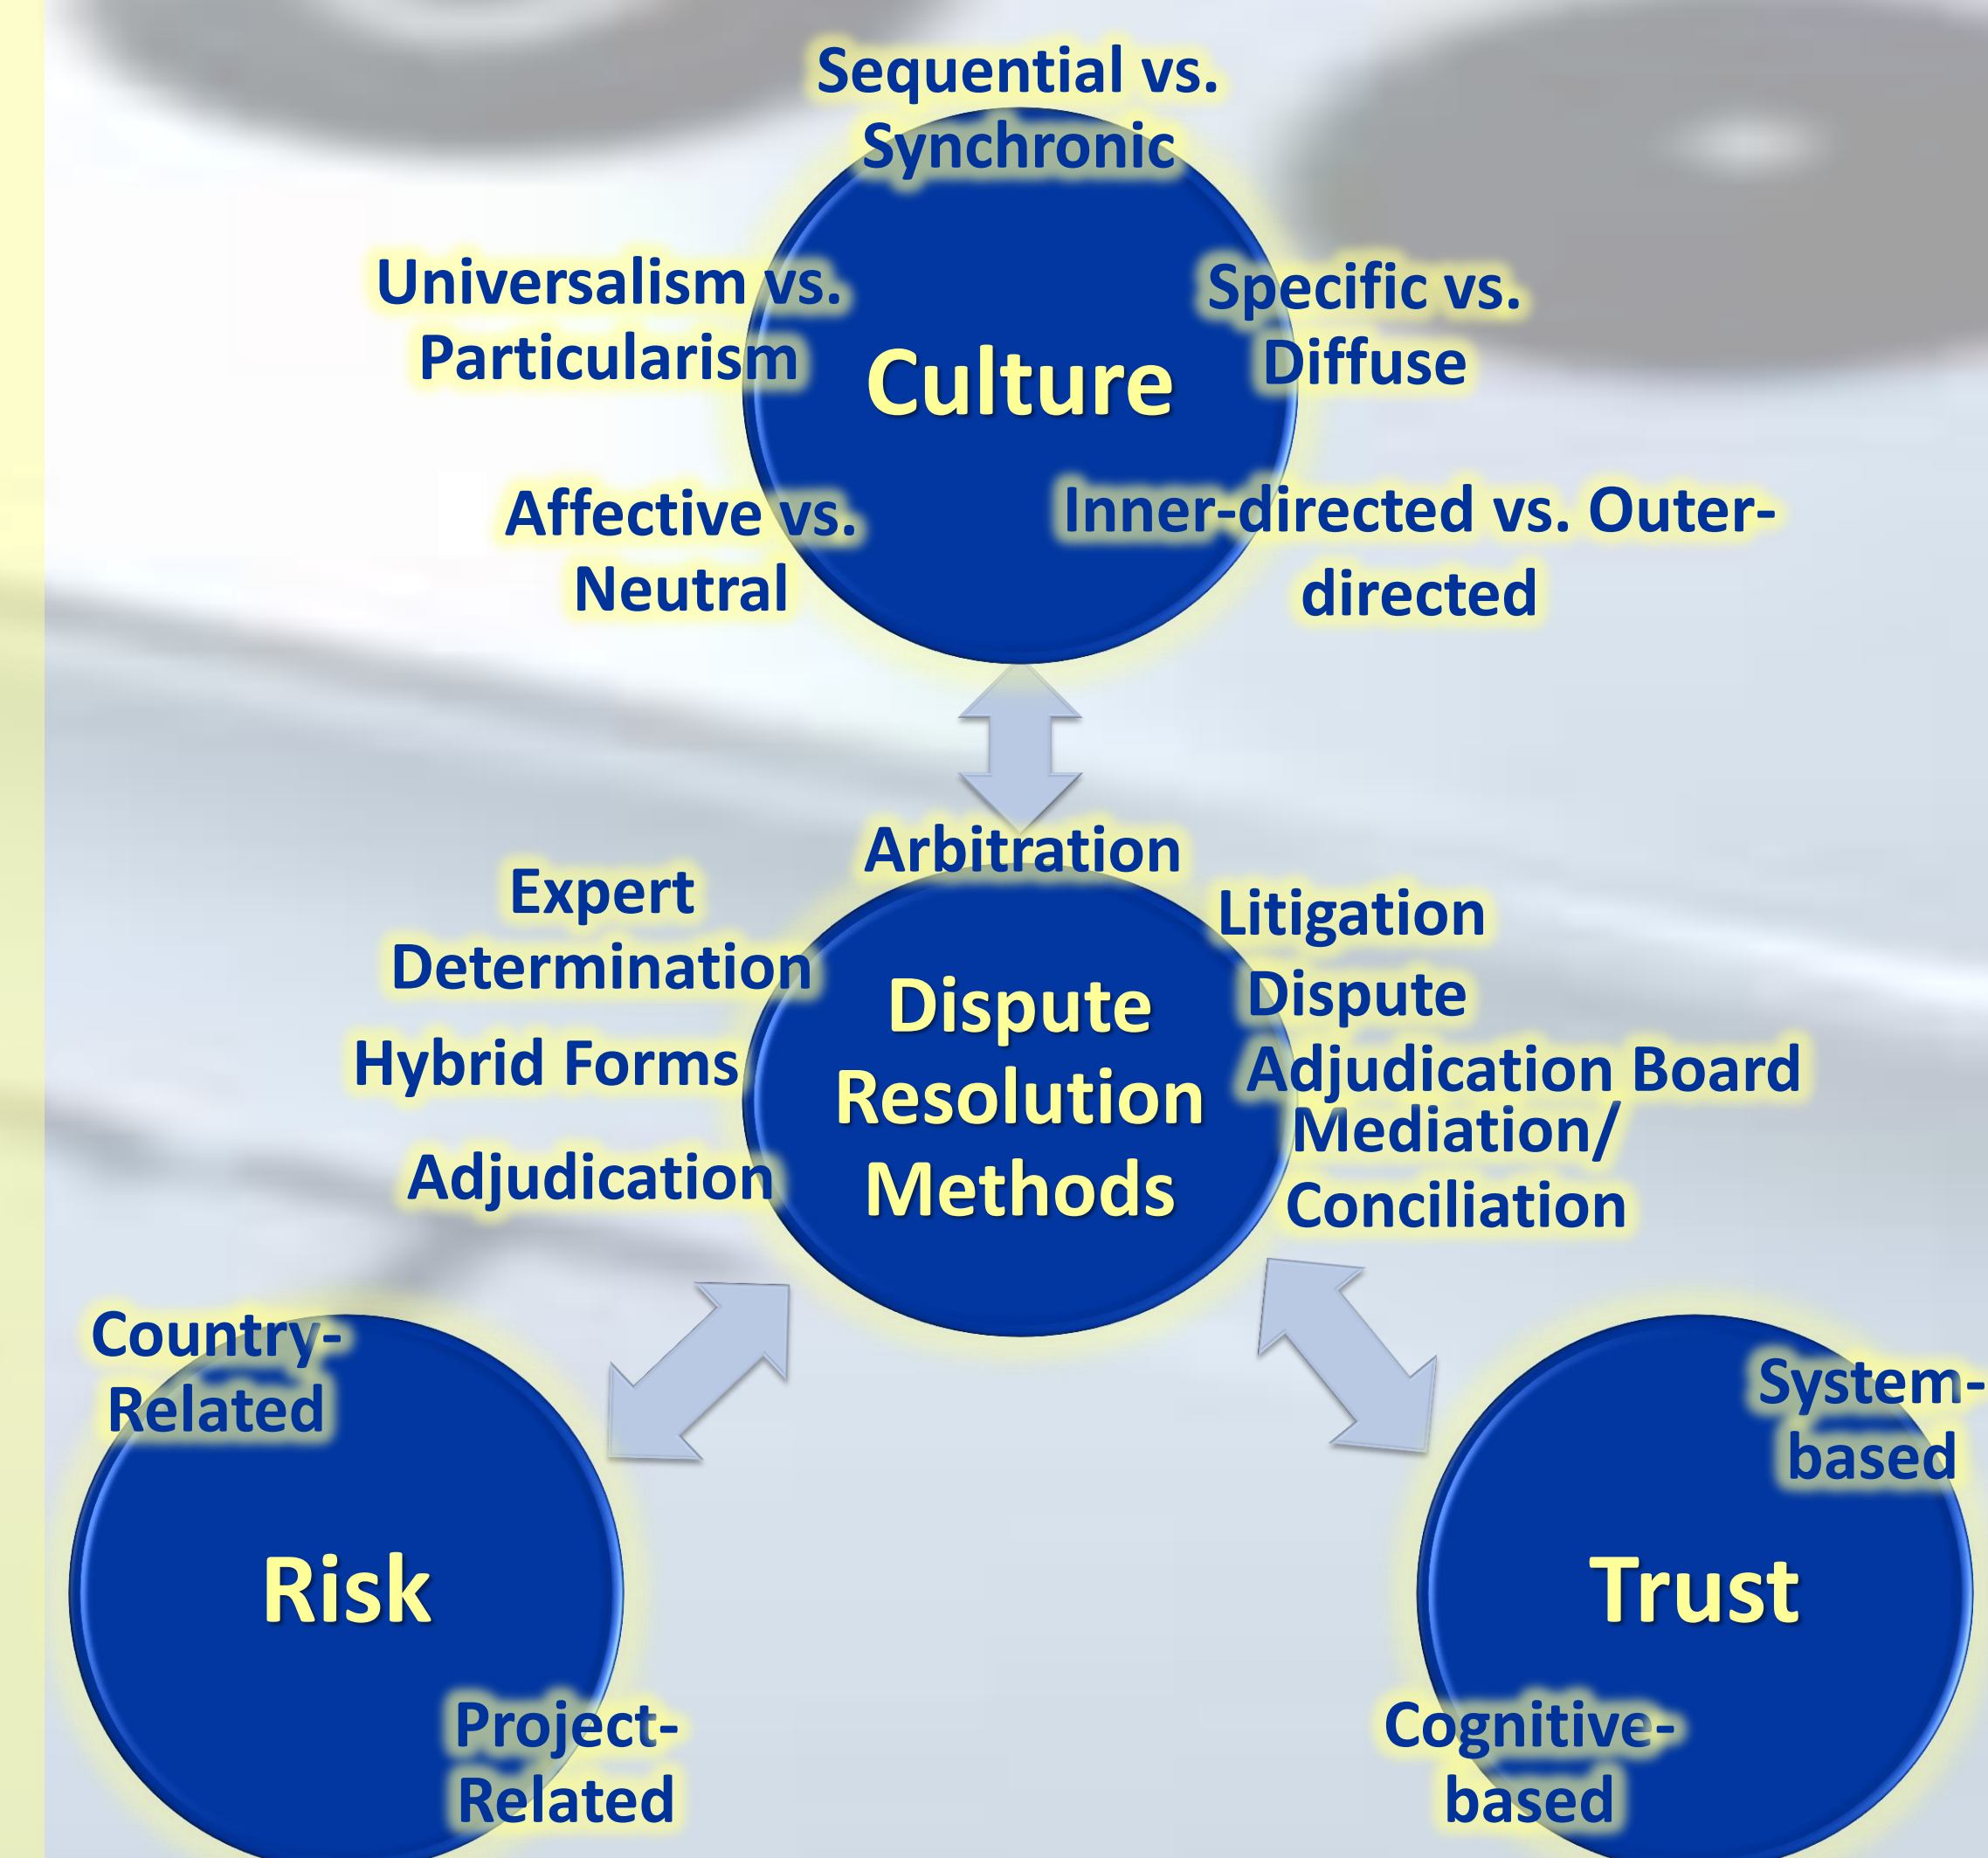 Sequential vs.
Synchronic
Universalism vs.
Particularism
Specific vs.
Diffuse
Culture
Affective vs.
Neutral
Inner-directed vs. Outer-
directed
Arbitration
Expert
Determination
Litigation
Dispute
Adjudication Board
Hybrid Forms
Dispute
Resolution
Methods
Mediation/
Conciliation
Adjudication
Country-
Related
Risk
Project-
Related
System-
based
Trust
Cognitive-
based